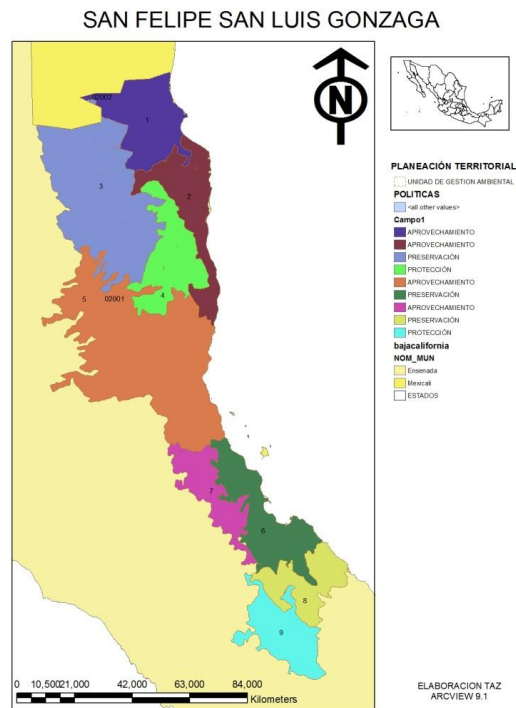 SAN FELIPE SAN LUIS GONZAGA
N
02002
1
3
2
5
02001
4
7
6
8
9
PLANEACIÓN TERRITORIAL
UNIDAD DE GESTION AMBIENTAL
POLITICAS
<all other values>
Campo1
APROVECHAMIENTO
APROVECHAMIENTO
PRESERVACIÓN
PROTECCIÓN
APROVECHAMIENTO
PRESERVACIÓN
APROVECHAMIENTO
PRESERVACIÓN
PROTECCIÓN
bajacalifornia
NOM_MUN
Ensenada
Mexicali
ESTADOS
0 10,500 21,000 42,000 63,000 84,000
Kilometers
ELABORACION TAZ
ARCVIEW 9.1